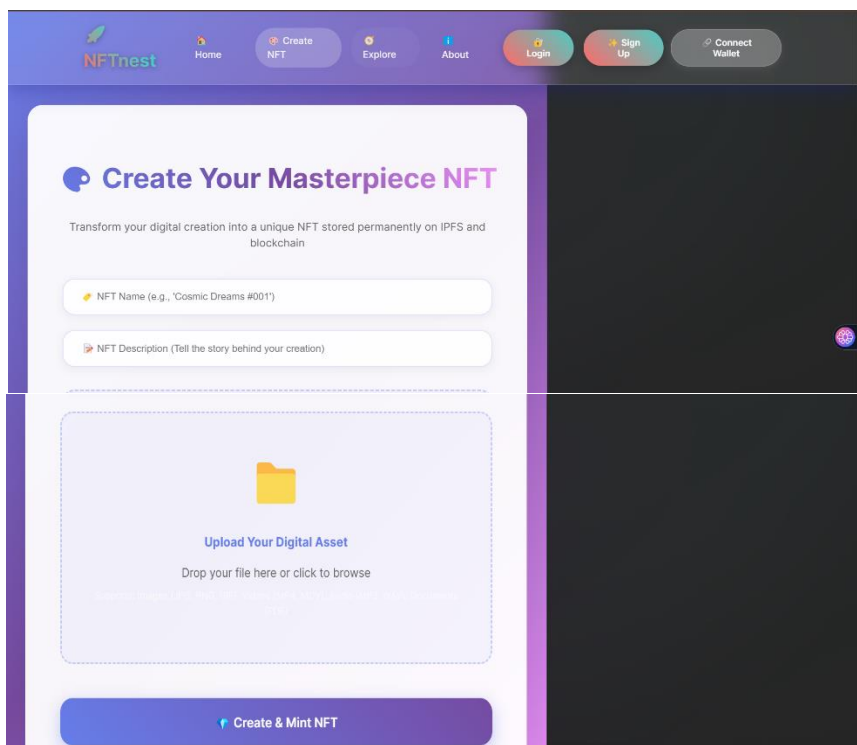 NFTnest
Home
Create
NFT
Explore
About
Login
Sign
Up
Connect
Wallet
Create Your Masterpiece NFT
Transform your digital creation into a unique NFT stored permanently on IPFS and
blockchain
NFT Name (e.g., 'Cosmic Dreams #001')
NFT Description (Tell the story behind your creation)
Upload Your Digital Asset
Drop your file here or click to browse
Create & Mint NFT